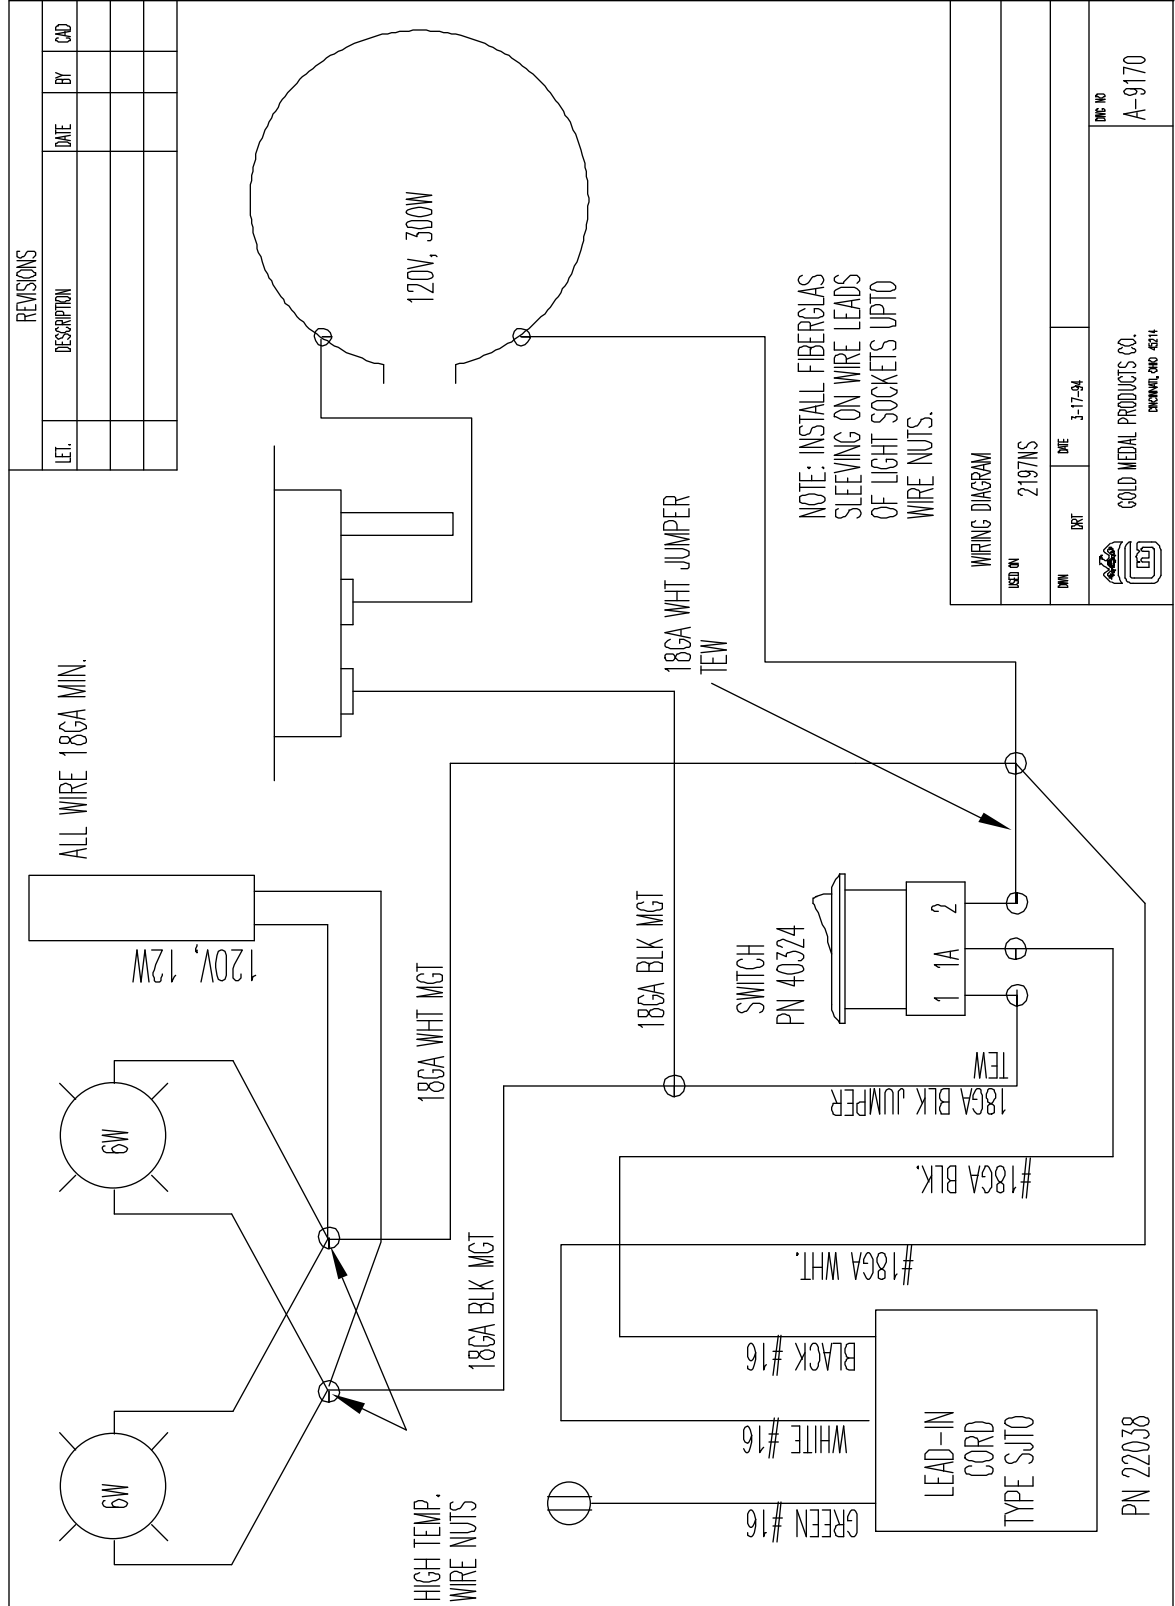 REVISIONS
LET.
DESCRIPTION
DATE
BY
CAD
ALL WIRE 18GA MIN.
120V, 12W
6W
6W
120V, 300W
HIGH TEMP.
WIRE NUTS
18GA WHT MGT
18GA BLK MGT
18GA BLK MGT
18GA WHT JUMPER
TEW
SWITCH
PN 40324
1
1A
2
18GA BLK JUMPER
TEW
#18GA BLK.
#18GA WHT.
BLACK #16
WHITE #16
GREEN #16
LEAD-IN
CORD
TYPE SJTO
PN 22038
NOTE: INSTALL FIBERGLAS
SLEEVING ON WIRE LEADS
OF LIGHT SOCKETS UPTO
WIRE NUTS.
WIRING DIAGRAM
USED ON
2197NS
DWN
DRT
DATE
3-17-94
GOLD MEDAL PRODUCTS CO.
CINCINNATI, OHIO 45214
DWG NO
A-9170